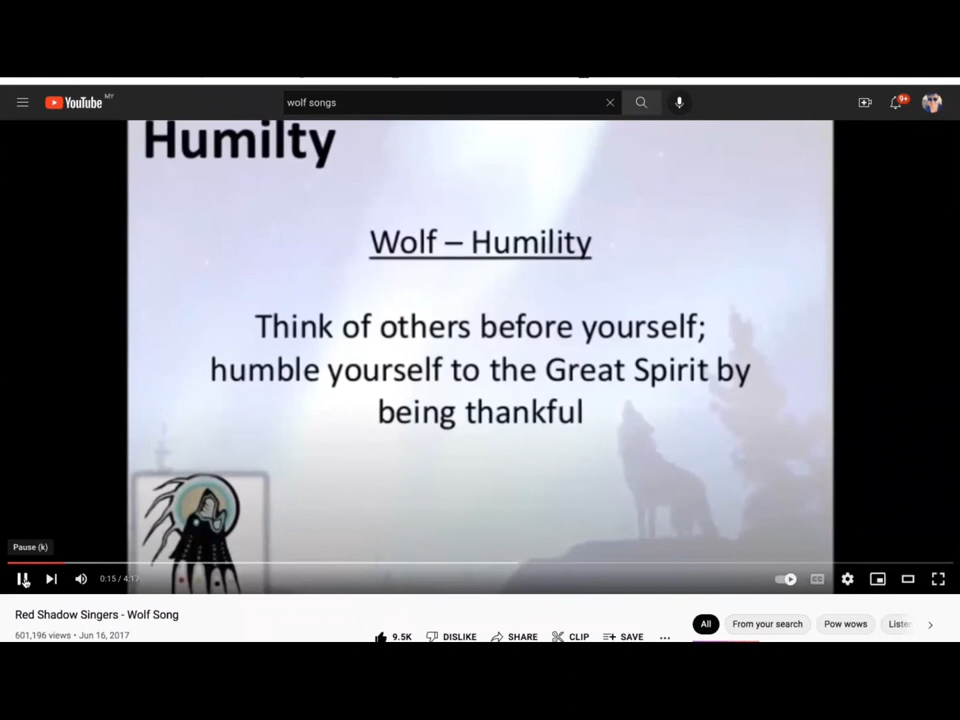 YouTube MY
wolf songs
9+
Humilty
Wolf – Humility
Think of others before yourself;
humble yourself to the Great Spirit by
being thankful
Pause (k)
0:15 / 4:17
CC
Red Shadow Singers - Wolf Song
601,196 views • Jun 16, 2017
9.5K DISLIKE SHARE CLIP SAVE ...
All From your search Pow wows Listen